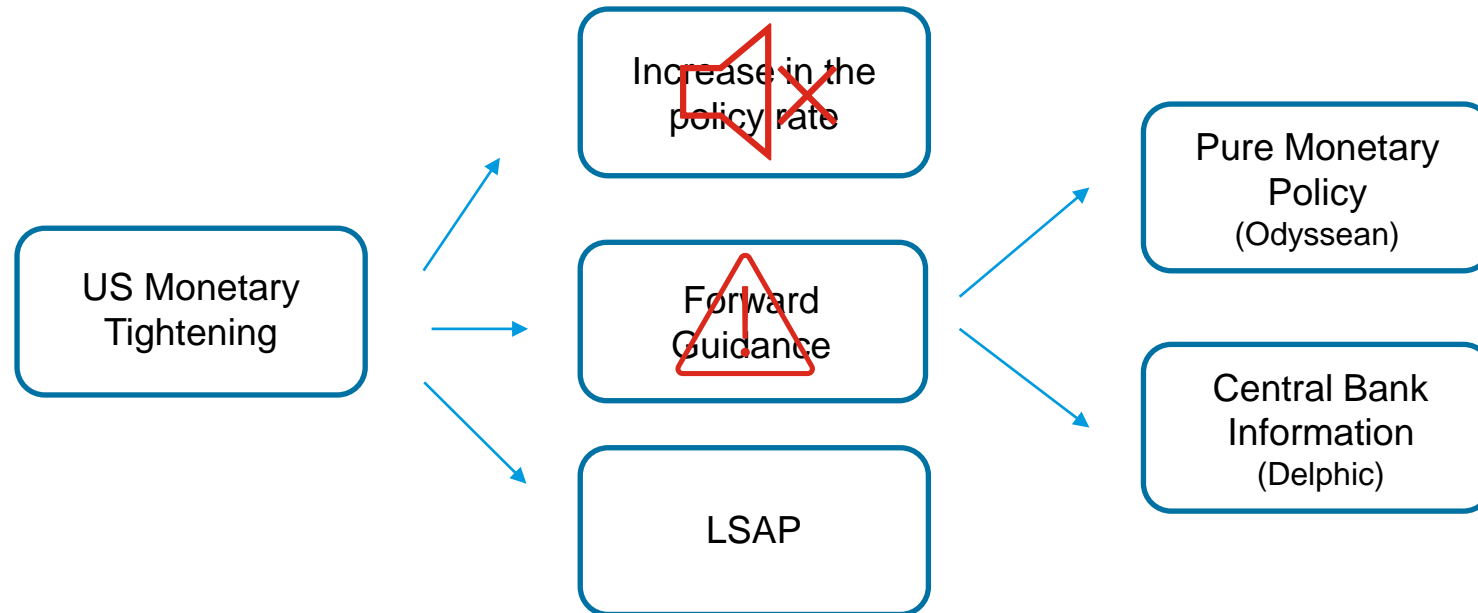 US Monetary
Tightening
Increase in the
policy rate
Forward
Guidance
LSAP
Pure Monetary
Policy
(Odyssean)
Central Bank
Information
(Delphic)